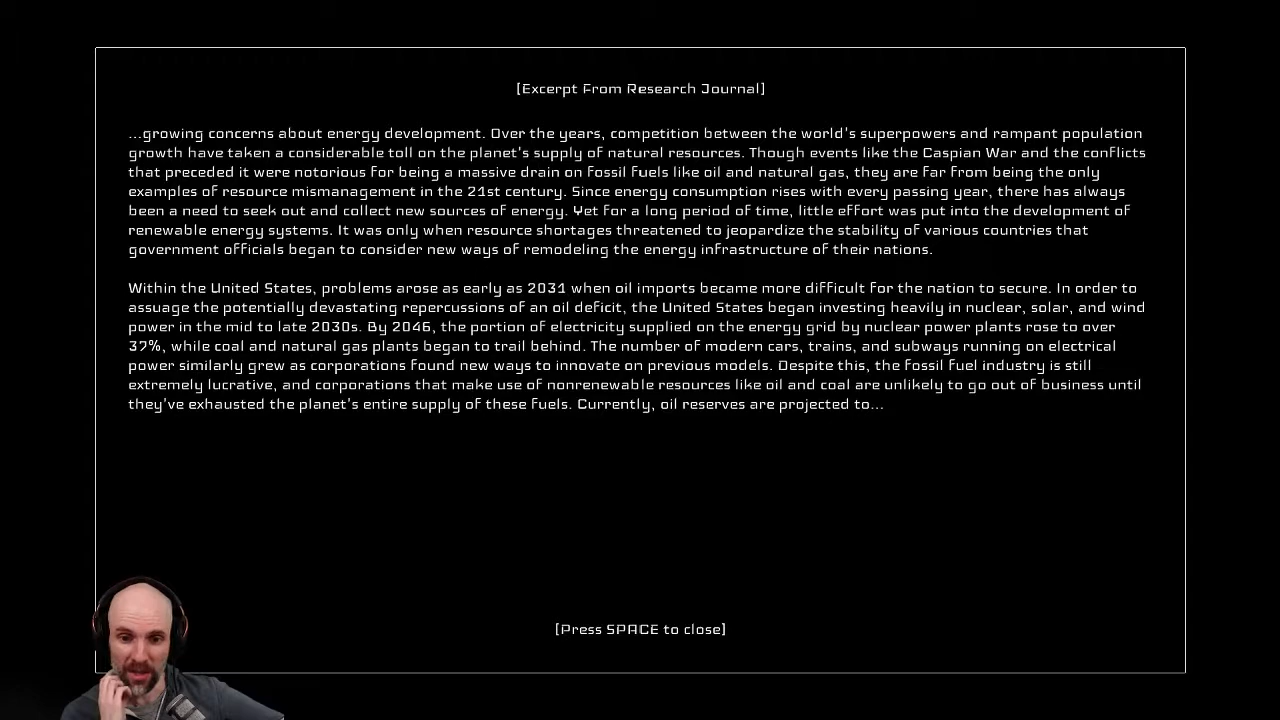 [Excerpt From Research Journal]
...growing concerns about energy development. Over the years, competition between the world's superpowers and rampant population
growth have taken a considerable toll on the planet's supply of natural resources. Though events like the Caspian War and the conflicts
that preceded it were notorious for being a massive drain on fossil fuels like oil and natural gas, they are far from being the only
examples of resource mismanagement in the 21st century. Since energy consumption rises with every passing year, there has always
been a need to seek out and collect new sources of energy. Yet for a long period of time, little effort was put into the development of
renewable energy systems. It was only when resource shortages threatened to jeopardize the stability of various countries that
government officials began to consider new ways of remodeling the energy infrastructure of their nations.
Within the United States, problems arose as early as 2031 when oil imports became more difficult for the nation to secure. In order to
assuage the potentially devastating repercussions of an oil deficit, the United States began investing heavily in nuclear, solar, and wind
power in the mid to late 2030s. By 2046, the portion of electricity supplied on the energy grid by nuclear power plants rose to over
37%, while coal and natural gas plants began to trail behind. The number of modern cars, trains, and subways running on electrical
power similarly grew as corporations found new ways to innovate on previous models. Despite this, the fossil fuel industry is still
extremely lucrative, and corporations that make use of nonrenewable resources like oil and coal are unlikely to go out of business until
they've exhausted the planet's entire supply of these fuels. Currently, oil reserves are projected to...
[Press SPACE to close]